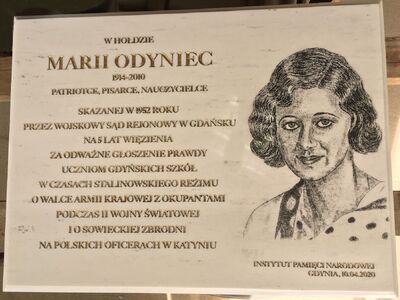 W HOŁDZIE
MARII ODYNIEC
1914-2010
PATRIOTCE, PISARCE, NAUCZYCIELCE
SKAZANEJ W 1952 ROKU
PRZEZ WOJSKOWY SĄD REJONOWY W GDAŃSKU
NA 5 LAT WIĘZIENIA
ZA ODWAŻNE GŁOSZENIE PRAWDY
UCZNIOM GDYŃSKICH SZKÓŁ
W CZASACH STALINOWSKIEGO REŻIMU
O WALCE ARMII KRAJOWEJ Z OKUPANTAMI
PODCZAS II WOJNY ŚWIATOWEJ
I O SOWIECKIEJ ZBRODNI
NA POLSKICH OFICERACH W KATYNIU
INSTYTUT PAMIĘCI NARODOWEJ
GDYNIA, 10.04.2020